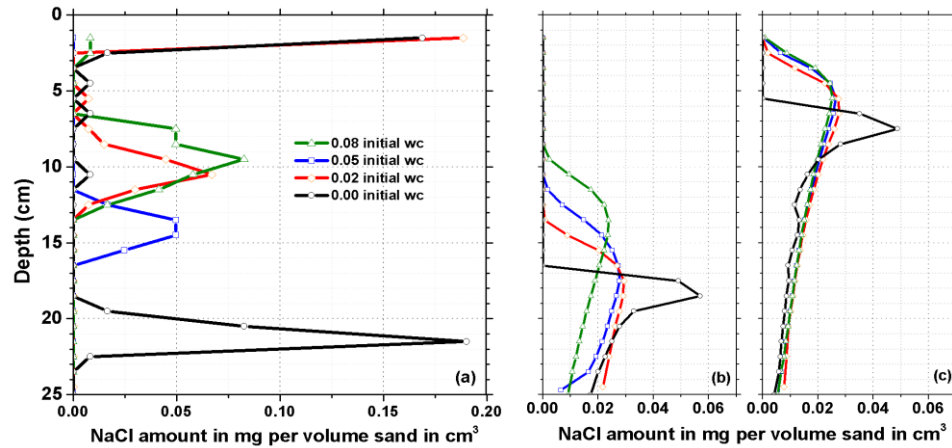 0
5
10
15
20
25
Depth (cm)
0.08 initial wc
0.05 initial wc
0.02 initial wc
0.00 initial wc
(a)
0.00 0.05 0.10 0.15 0.20
NaCl amount in mg per volume sand in cm³
(b)
0.00 0.02 0.04 0.06
(c)
0.00 0.02 0.04 0.06
NaCl amount in mg per volume sand in cm³